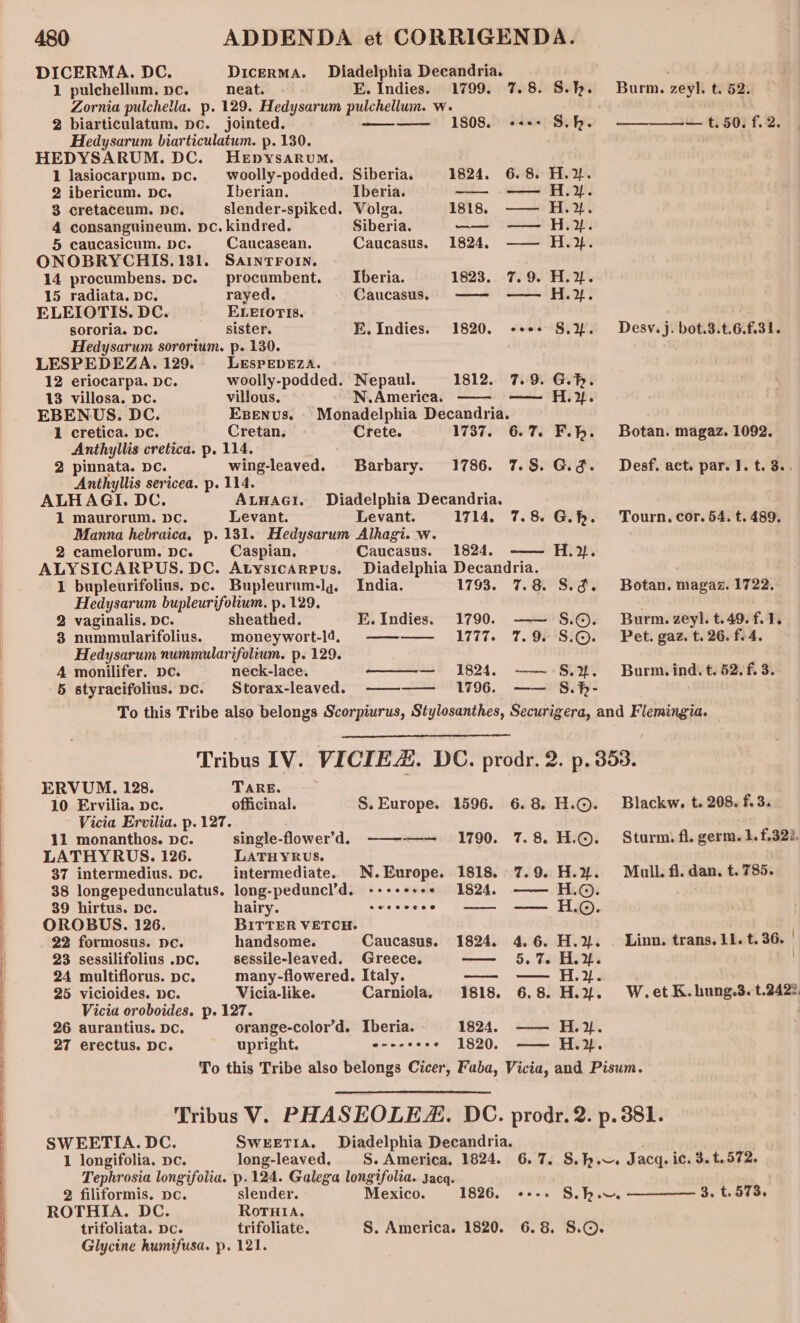 480 ADDENDA et CORRIGENDA.
DICERMA. DC. DICERMA. Diadelphia Decandria.
1 pulchellum. DC. neat. E. Indies. 1799. 7.8. S.♄. Burm. zeyl. t. 52.
Zornia pulchella. p. 129. Hedysarum pulchellum. w.
2 biarticulatum. DC. jointed. —— —— 1808. .... S.♄. ———— t. 50. f. 2.
Hedysarum biarticulatum. p. 130.
HEDYSARUM. DC. HEDYSARUM.
1 lasiocarpum. DC. woolly-podded. Siberia. 1824. 6.8. H.♃.
2 ibericum. DC. Iberian. Iberia. —— —— H.♃.
3 cretaceum. DC. slender-spiked. Volga. 1818. —— H.♃.
4 consanguineum. DC. kindred. Siberia. —— —— H.♃.
5 caucasicum. DC. Caucasean. Caucasus. 1824. —— H.♃.
ONOBRYCHIS. 131. SAINTFOIN.
14 procumbens. DC. procumbent. Iberia. 1823. 7.9. H.♃.
15 radiata. DC. rayed. Caucasus. —— —— H.♃.
ELEIOTIS. DC. ELEIOTIS.
sororia. DC. sister. E. Indies. 1820. .... S.♃. Desv. j. bot.3.t.6.f.31.
Hedysarum sororium. p. 130.
LESPEDEZA. 129. LESPEDEZA.
12 eriocarpa. DC. woolly-podded. Nepaul. 1812. 7.9. G.♄.
13 villosa. DC. villous. N. America. —— —— H.♃.
EBENUS. DC. EBENUS. Monadelphia Decandria.
1 cretica. DC. Cretan. Crete. 1737. 6.7. F.♄. Botan. magaz. 1092.
Anthyllis cretica. p. 114.
2 pinnata. DC. wing-leaved. Barbary. 1786. 7.8. G.♂. Desf. act. par. 1. t. 3.
Anthyllis sericea. p. 114.
ALHAGI. DC. ALHAGI. Diadelphia Decandria.
1 maurorum. DC. Levant. Levant. 1714. 7.8. G.♄. Tourn. cor. 54. t. 489.
Manna hebraica. p. 131. Hedysarum Alhagi. w.
2 camelorum. DC. Caspian. Caucasus. 1824. —— H.♃.
ALYSICARPUS. DC. ALYSICARPUS. Diadelphia Decandria.
1 bupleurifolius. DC. Bupleurum-ld. India. 1793. 7.8. S.♂. Botan. magaz. 1722.
Hedysarum bupleurifolium. p. 129.
2 vaginalis. DC. sheathed. E. Indies. 1790. —— S.☉. Burm. zeyl. t. 49. f. 1.
3 nummularifolius. moneywort-ld. —— —— 1777. 7.9. S.☉. Pet. gaz. t. 26. f. 4.
Hedysarum nummularifolium. p. 129.
4 monilifer. DC. neck-lace. ———— 1824. —— S.♃. Burm. ind. t. 52. f. 3.
5 styracifolius. DC. Storax-leaved. —— —— 1796. —— S.♄.
To this Tribe also belongs Scorpiurus, Stylosanthes, Securigera, and Flemingia.
Tribus IV. VICIEÆ. DC. prodr. 2. p. 353.
ERVUM. 128. TARE.
10 Ervilia. DC. officinal. S. Europe. 1596. 6.8. H.☉. Blackw. t. 208. f. 3.
Vicia Ervilia. p. 127.
11 monanthos. DC. single-flower'd. —— —— 1790. 7.8. H.☉. Sturm. fl. germ. 1. f. 32?.
LATHYRUS. 126. LATHYRUS.
37 intermedius. DC. intermediate. N. Europe. 1818. 7.9. H.♃. Mull. fl. dan. t. 785.
38 longepedunculatus. long-peduncl'd. ........ 1824. —— H.☉.
39 hirtus. DC. hairy. ........ —— —— H.☉.
OROBUS. 126. BITTER VETCH.
22 formosus. DC. handsome. Caucasus. 1824. 4.6. H.♃. Linn. trans. 11. t. 36.
23 sessilifolius .DC. sessile-leaved. Greece. —— 5.7. H.♃.
24 multiflorus. DC. many-flowered. Italy. —— —— H.♃.
25 vicioides. DC. Vicia-like. Carniola. 1818. 6.8. H.♃. W. et K. hung.3. t.242?.
Vicia oroboides. p. 127.
26 aurantius. DC. orange-color'd. Iberia. 1824. —— H.♃.
27 erectus. DC. upright. ........ 1820. —— H.♃.
To this Tribe also belongs Cicer, Faba, Vicia, and Pisum.
Tribus V. PHASEOLEÆ. DC. prodr. 2. p. 381.
SWEETIA. DC. SWEETIA. Diadelphia Decandria.
1 longifolia. DC. long-leaved. S. America. 1824. 6.7. S.♄.⌣. Jacq. ic. 3. t. 572.
Tephrosia longifolia. p. 124. Galega longifolia. Jacq.
2 filiformis. DC. slender. Mexico. 1826. .... S.♄.⌣. ———— 3. t. 573.
ROTHIA. DC. ROTHIA.
trifoliata. DC. trifoliate. S. America. 1820. 6.8. S.☉.
Glycine humifusa. p. 121.